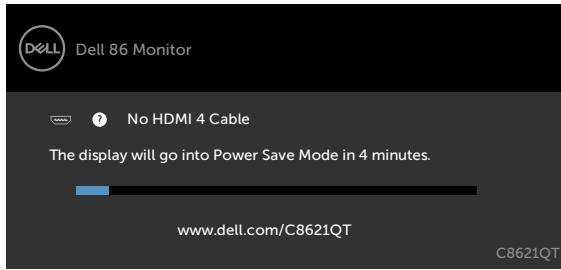 DELL
Dell 86 Monitor
? No HDMI 4 Cable
The display will go into Power Save Mode in 4 minutes.
www.dell.com/C8621QT
C8621QT